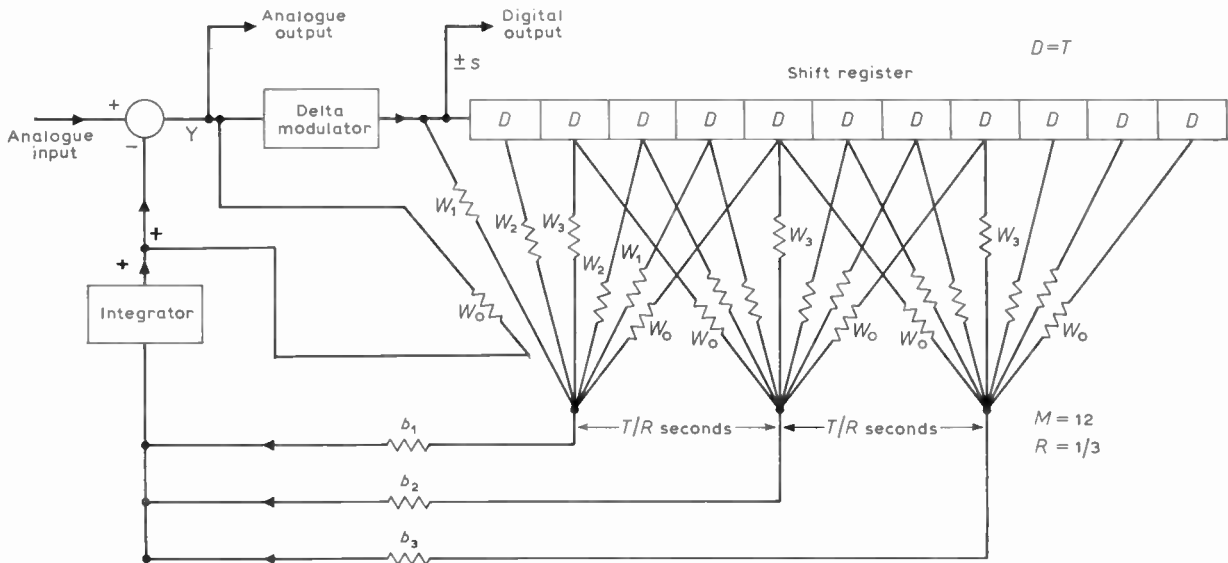 Analogue
output
Digital
output
D = T
± s
Shift register
+
Analogue
input
−
Y
Delta
modulator
D D D D D D D D D D D
W₁
W₂
W₃
W₂
W₁
W₃
W₃
+
+
Integrator
W₀
W₀
W₀
W₀
W₀
W₀
b₁
T/R seconds
T/R seconds
M = 12
R = 1/3
b₂
b₃